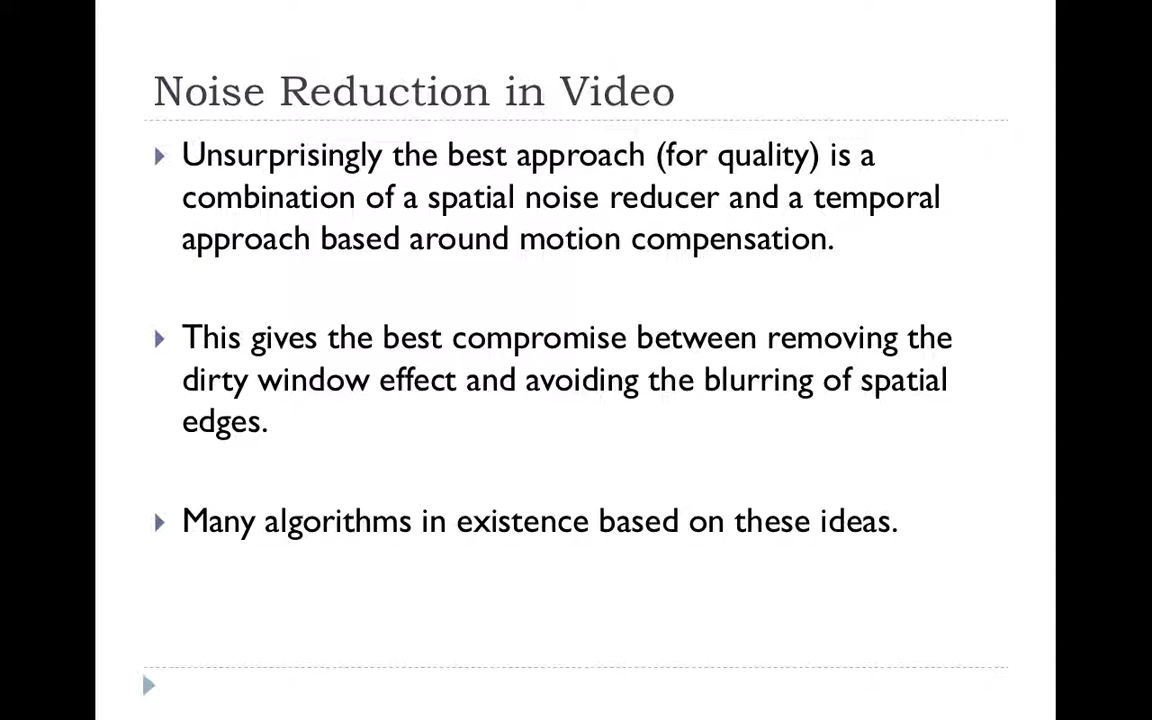 Noise Reduction in Video
Unsurprisingly the best approach (for quality) is a
combination of a spatial noise reducer and a temporal
approach based around motion compensation.
This gives the best compromise between removing the
dirty window effect and avoiding the blurring of spatial
edges.
Many algorithms in existence based on these ideas.